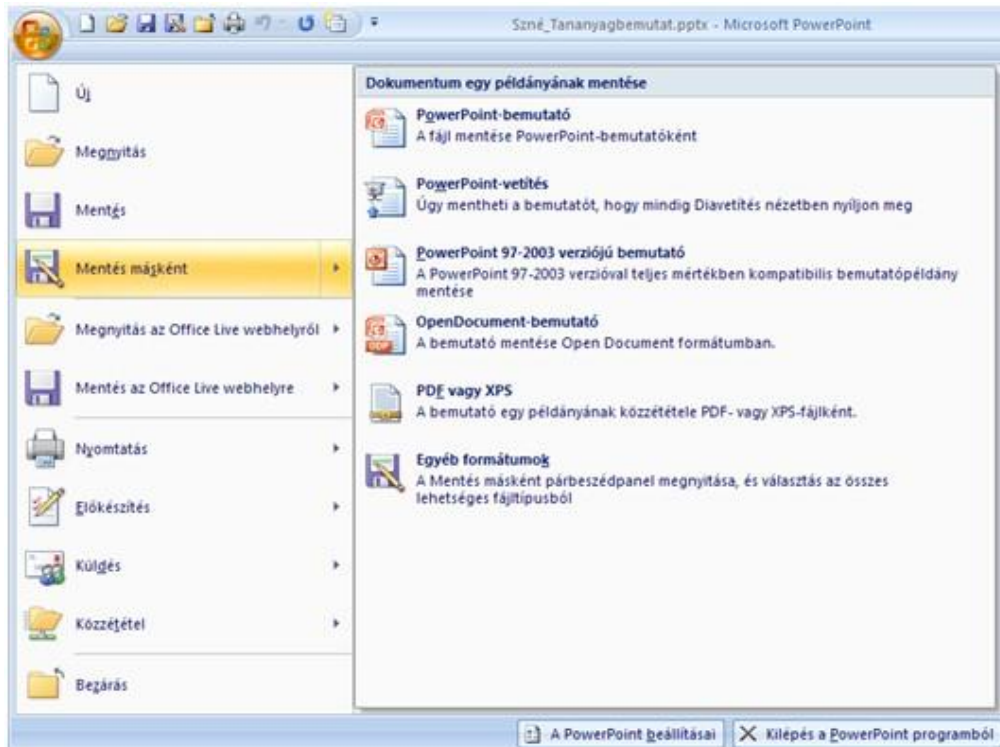 Szné_Tananyagbemutat.pptx - Microsoft PowerPoint
Új
Megnyitás
Mentés
Mentés másként
Megnyitás az Office Live webhelyről
Mentés az Office Live webhelyre
Nyomtatás
Előkészítés
Küldés
Közzététel
Bezárás
Dokumentum egy példányának mentése
PowerPoint-bemutató
A fájl mentése PowerPoint-bemutatóként
PowerPoint-vetítés
Úgy mentheti a bemutatót, hogy mindig Diavetítés nézetben nyíljon meg
PowerPoint 97-2003 verziójú bemutató
A PowerPoint 97-2003 verzióval teljes mértékben kompatibilis bemutatópéldány
mentése
OpenDocument-bemutató
A bemutató mentése Open Document formátumban.
PDF vagy XPS
A bemutató egy példányának közzététele PDF- vagy XPS-fájlként.
Egyéb formátumok
A Mentés másként párbeszédpanel megnyitása, és választás az összes
lehetséges fájltípusból
A PowerPoint beállításai
Kilépés a PowerPoint programból